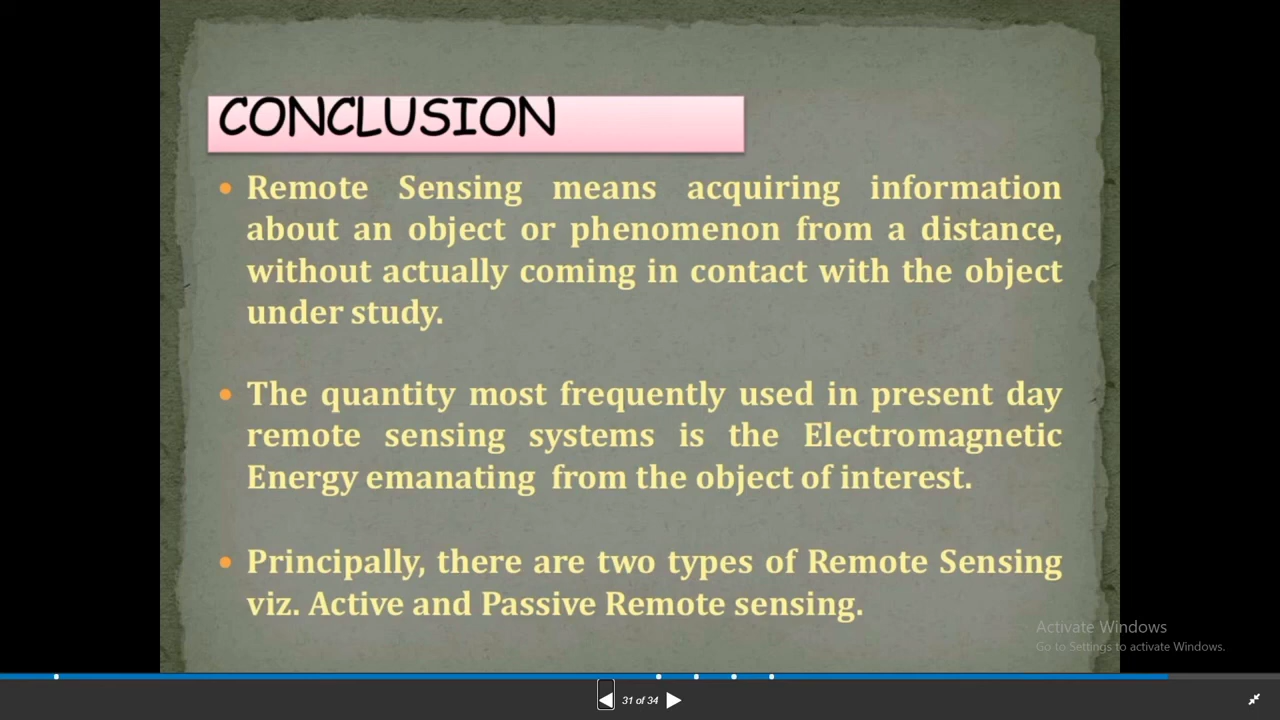 CONCLUSION
• Remote Sensing means acquiring information
about an object or phenomenon from a distance,
without actually coming in contact with the object
under study.
• The quantity most frequently used in present day
remote sensing systems is the Electromagnetic
Energy emanating from the object of interest.
• Principally, there are two types of Remote Sensing
viz. Active and Passive Remote sensing.
Activate Windows
Go to Settings to activate Windows.
31 of 34